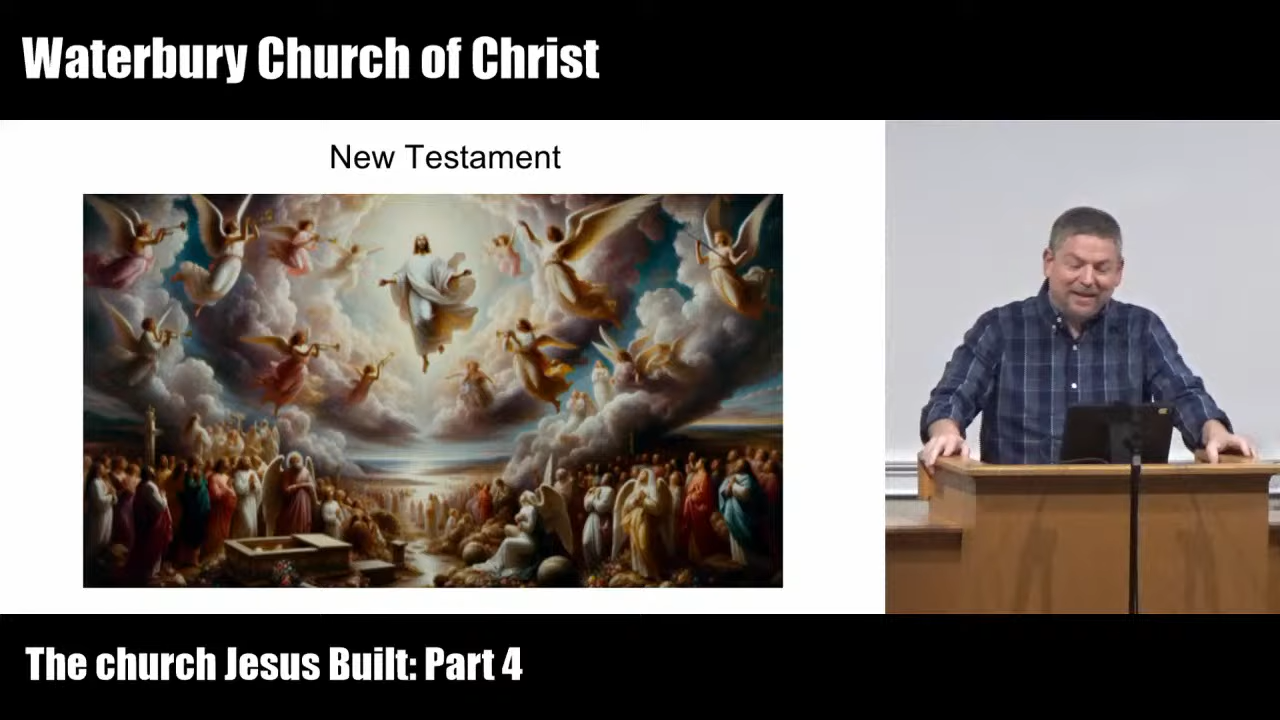 Waterbury Church of Christ
New Testament
The church Jesus Built: Part 4